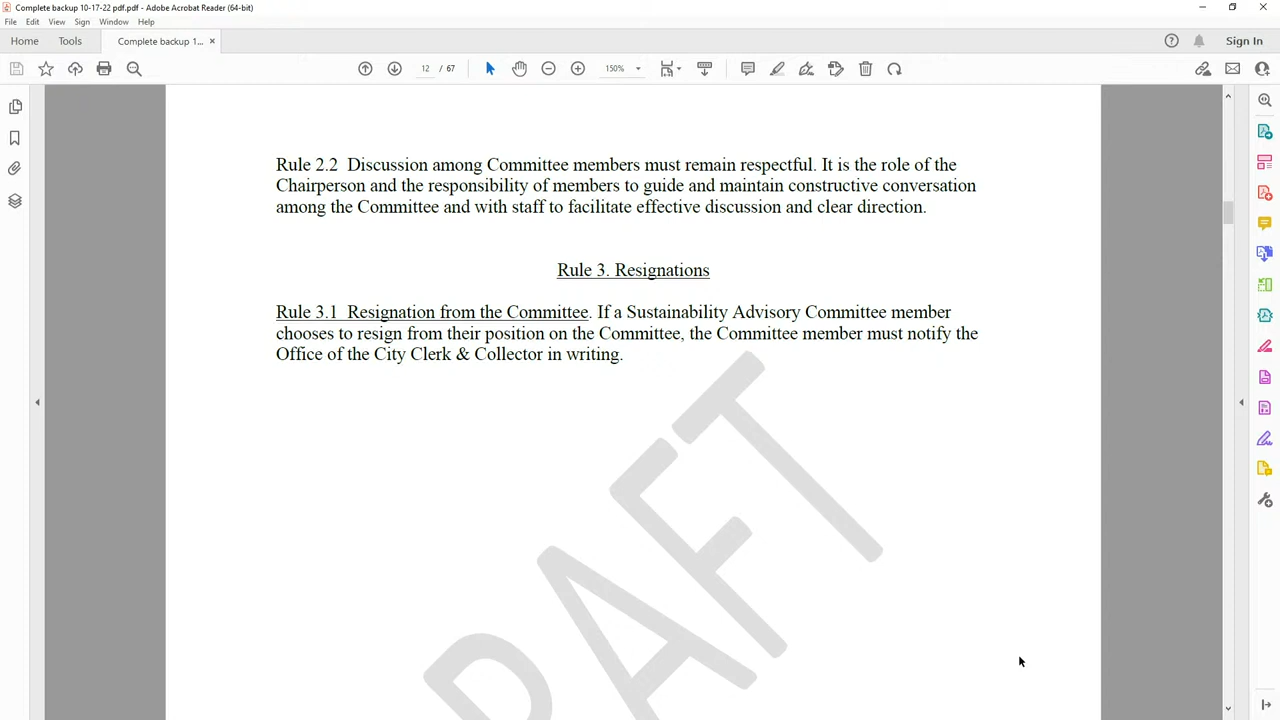 Complete backup 10-17-22 pdf.pdf - Adobe Acrobat Reader (64-bit)
File Edit View Sign Window Help
Home Tools Complete backup 1... × Sign In
12 / 67 150%
Rule 2.2 Discussion among Committee members must remain respectful. It is the role of the
Chairperson and the responsibility of members to guide and maintain constructive conversation
among the Committee and with staff to facilitate effective discussion and clear direction.
Rule 3. Resignations
Rule 3.1 Resignation from the Committee. If a Sustainability Advisory Committee member
chooses to resign from their position on the Committee, the Committee member must notify the
Office of the City Clerk & Collector in writing.
DRAFT